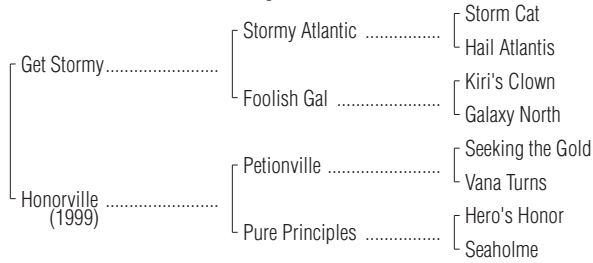 Storm Cat
Stormy Atlantic ................
Hail Atlantis
Get Stormy.......................
Kiri's Clown
Foolish Gal .....................
Galaxy North
Seeking the Gold
Petionville .......................
Vana Turns
Honorville .......................
(1999)
Hero's Honor
Pure Principles ................
Seaholme